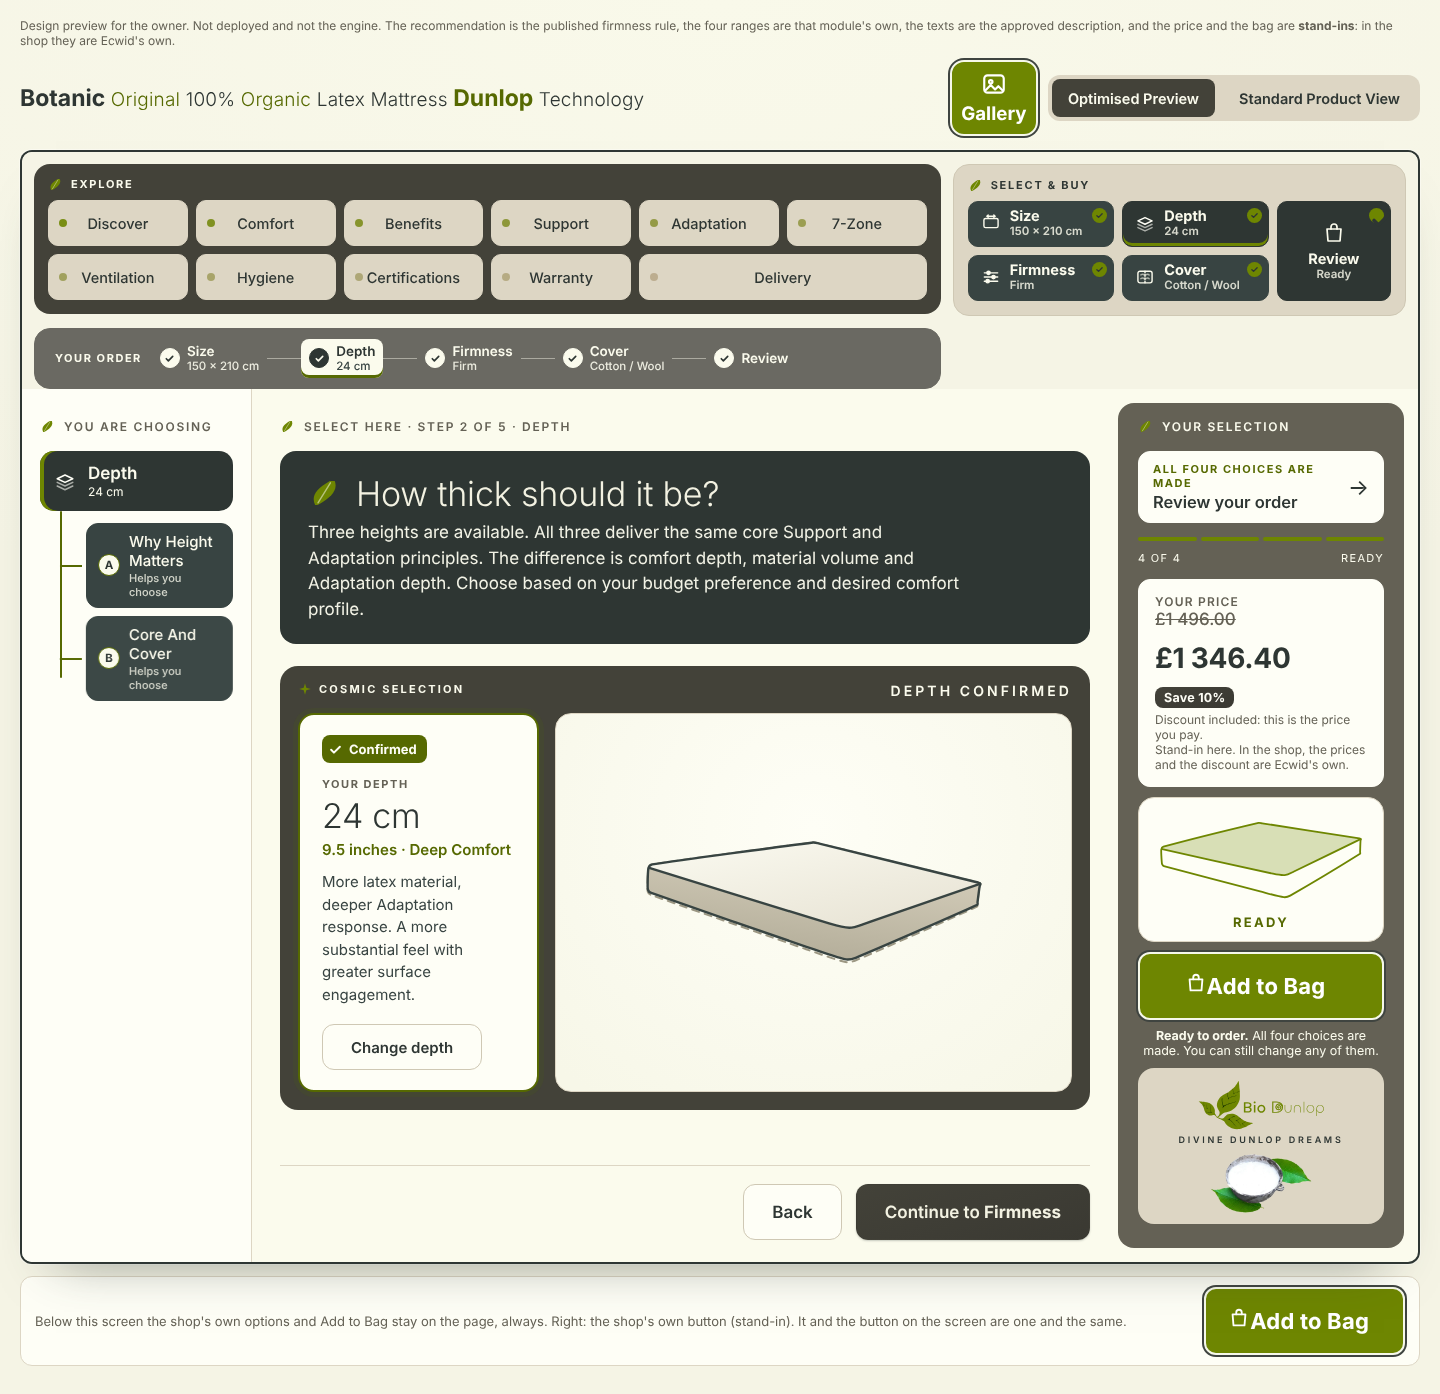 Design preview for the owner. Not deployed and not the engine. The recommendation is the published firmness rule, the four ranges are that module's own, the texts are the approved description, and the price and the bag are stand-ins: in the
shop they are Ecwid's own.
Botanic Original 100% Organic Latex Mattress Dunlop Technology
Gallery
Optimised Preview
Standard Product View
EXPLORE
Discover
Comfort
Benefits
Support
Adaptation
7-Zone
Ventilation
Hygiene
Certifications
Warranty
Delivery
SELECT & BUY
Size
150 × 210 cm
Depth
24 cm
Firmness
Firm
Cover
Cotton / Wool
Review
Ready
YOUR ORDER
Size
150 × 210 cm
Depth
24 cm
Firmness
Firm
Cover
Cotton / Wool
Review
YOU ARE CHOOSING
Depth
24 cm
A
Why Height
Matters
Helps you
choose
B
Core And
Cover
Helps you
choose
SELECT HERE · STEP 2 OF 5 · DEPTH
How thick should it be?
Three heights are available. All three deliver the same core Support and
Adaptation principles. The difference is comfort depth, material volume and
Adaptation depth. Choose based on your budget preference and desired comfort
profile.
COSMIC SELECTION
DEPTH CONFIRMED
Confirmed
YOUR DEPTH
24 cm
9.5 inches · Deep Comfort
More latex material,
deeper Adaptation
response. A more
substantial feel with
greater surface
engagement.
Change depth
Back
Continue to Firmness
YOUR SELECTION
ALL FOUR CHOICES ARE
MADE
Review your order
4 OF 4
READY
YOUR PRICE
£1 496.00
£1 346.40
Save 10%
Discount included: this is the price
you pay.
Stand-in here. In the shop, the prices
and the discount are Ecwid's own.
READY
Add to Bag
Ready to order. All four choices are
made. You can still change any of them.
Bio Dunlop
DIVINE DUNLOP DREAMS
Below this screen the shop's own options and Add to Bag stay on the page, always. Right: the shop's own button (stand-in). It and the button on the screen are one and the same.
Add to Bag